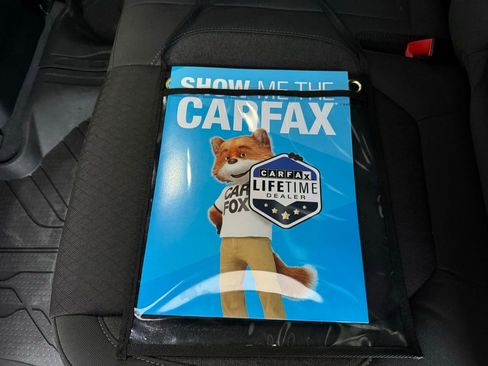 SHOW ME THE
CARFAX
CAR
FOX
CARFAX
LIFETIME
DEALER